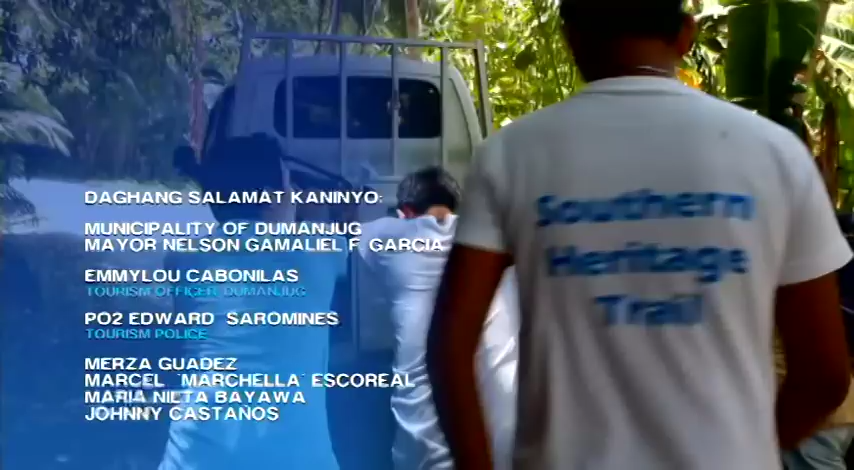 DAGHANG SALAMAT KANINYO:
MUNICIPALITY OF DUMANJUG
MAYOR NELSON GAMALIEL F. GARCIA
EMMYLOU CABONILAS
TOURISM OFFICER, DUMANJUG
PO2 EDWARD SAROMINES
TOURISM POLICE
MERZA GUADEZ
MARCEL "MARCHELLA" ESCOREAL
MARIA NILTA BAYAWA
JOHNNY CASTAÑOS
Southern
Heritage
Trail